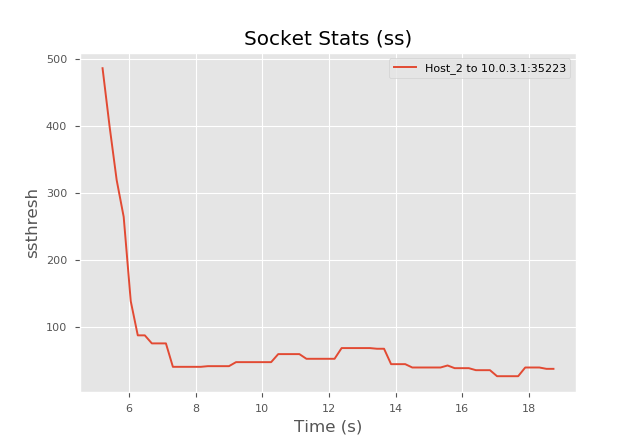 Socket Stats (ss)
Host_2 to 10.0.3.1:35223
ssthresh
500
400
300
200
100
6 8 10 12 14 16 18
Time (s)